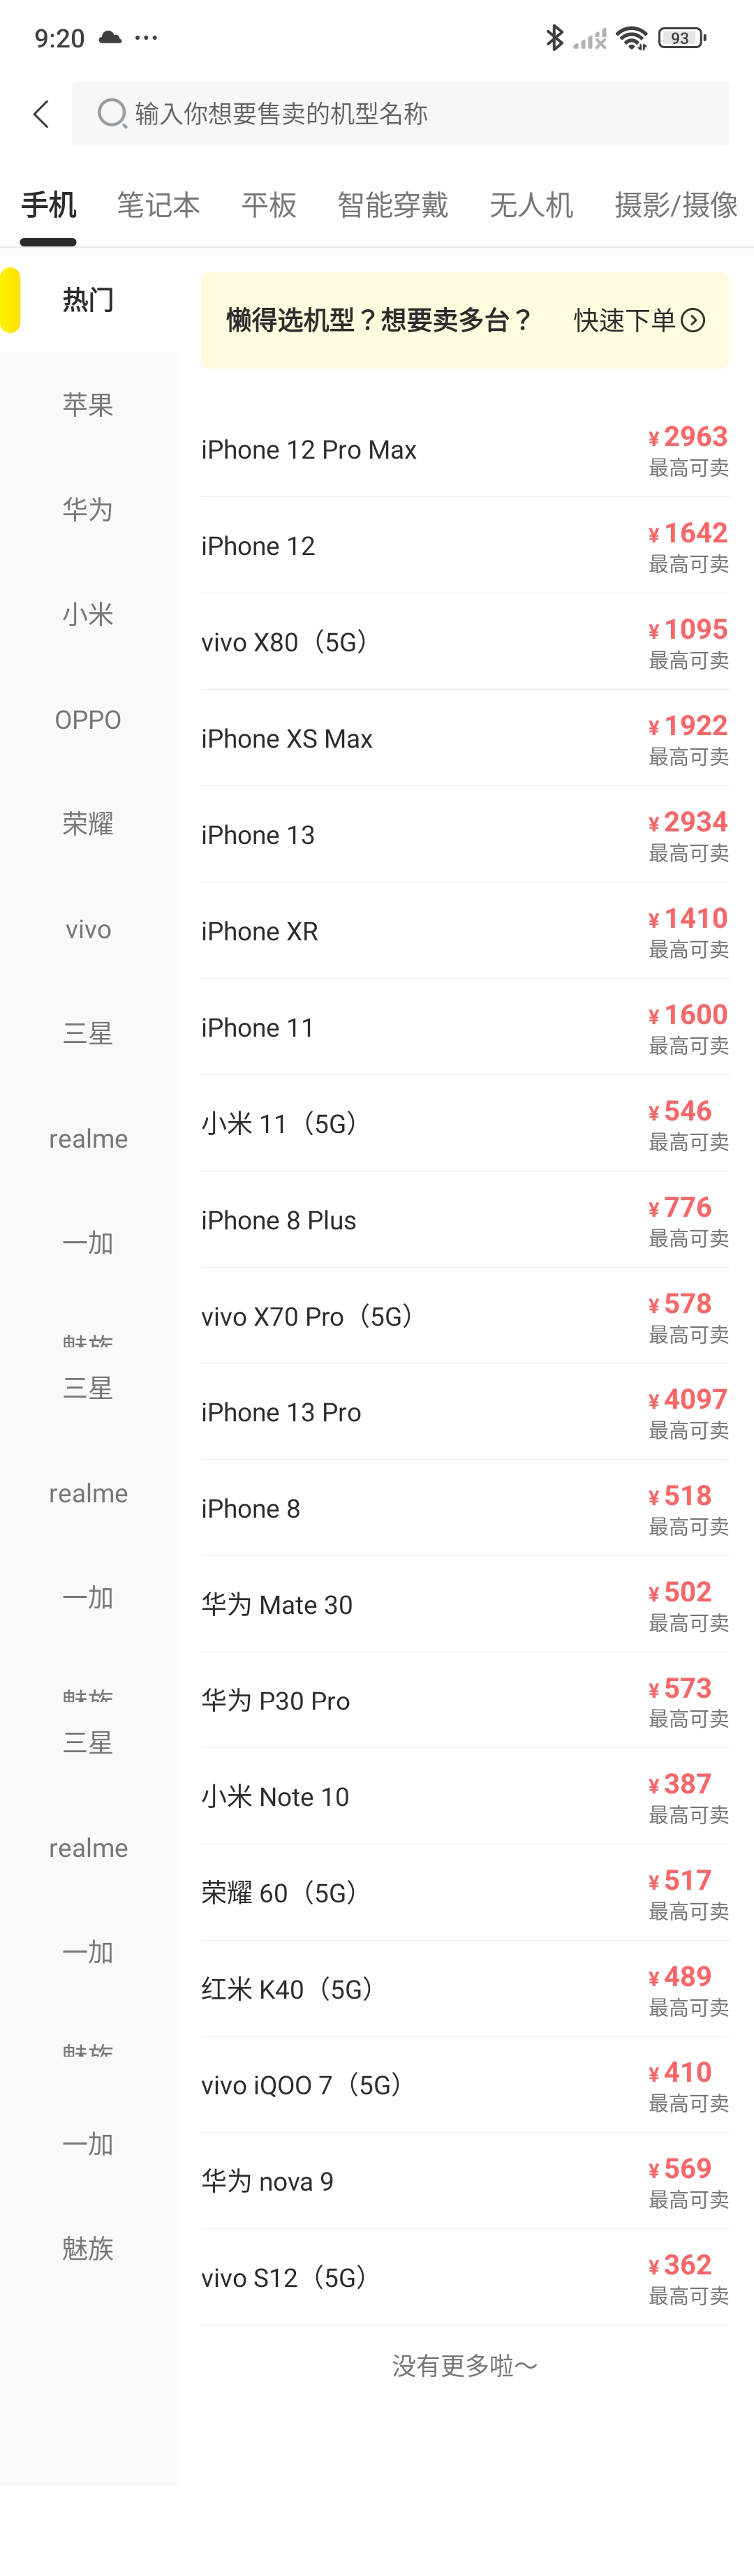 9:20
93
输入你想要售卖的机型名称
手机 笔记本 平板 智能穿戴 无人机 摄影/摄像
热门
懒得选机型？想要卖多台？ 快速下单
苹果
华为
小米
OPPO
荣耀
vivo
三星
realme
一加
魅族
三星
realme
一加
魅族
三星
realme
一加
魅族
一加
魅族
iPhone 12 Pro Max ¥2963
最高可卖
iPhone 12 ¥1642
最高可卖
vivo X80（5G） ¥1095
最高可卖
iPhone XS Max ¥1922
最高可卖
iPhone 13 ¥2934
最高可卖
iPhone XR ¥1410
最高可卖
iPhone 11 ¥1600
最高可卖
小米 11（5G） ¥546
最高可卖
iPhone 8 Plus ¥776
最高可卖
vivo X70 Pro（5G） ¥578
最高可卖
iPhone 13 Pro ¥4097
最高可卖
iPhone 8 ¥518
最高可卖
华为 Mate 30 ¥502
最高可卖
华为 P30 Pro ¥573
最高可卖
小米 Note 10 ¥387
最高可卖
荣耀 60（5G） ¥517
最高可卖
红米 K40（5G） ¥489
最高可卖
vivo iQOO 7（5G） ¥410
最高可卖
华为 nova 9 ¥569
最高可卖
vivo S12（5G） ¥362
最高可卖
没有更多啦～